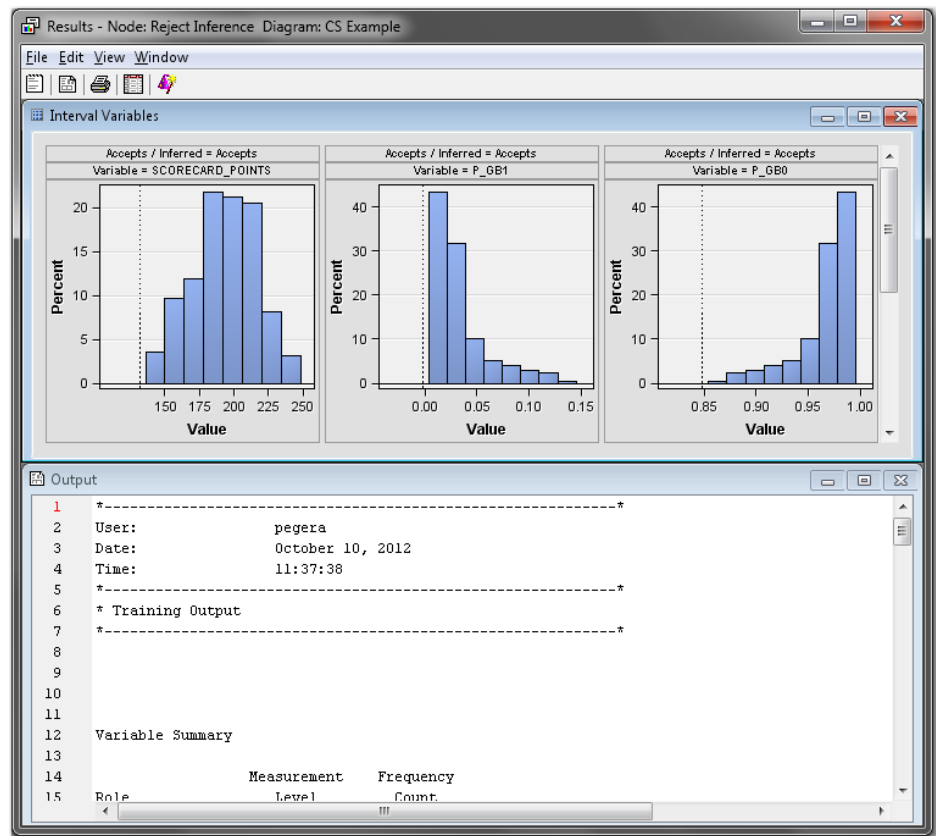 Results - Node: Reject Inference Diagram: CS Example
File Edit View Window
Interval Variables
Accepts / Inferred = Accepts
Variable = SCORECARD_POINTS
Percent
20
15
10
5
0
150 175 200 225 250
Value
Accepts / Inferred = Accepts
Variable = P_GB1
Percent
40
30
20
10
0
0.00 0.05 0.10 0.15
Value
Accepts / Inferred = Accepts
Variable = P_GB0
Percent
40
30
20
10
0
0.85 0.90 0.95 1.00
Value
Output
1 *------------------------------------------------------------*
2 User: pegera
3 Date: October 10, 2012
4 Time: 11:37:38
5 *------------------------------------------------------------*
6 * Training Output
7 *------------------------------------------------------------*
8
9
10
11
12 Variable Summary
13
14 Measurement Frequency
15 Role Level Count